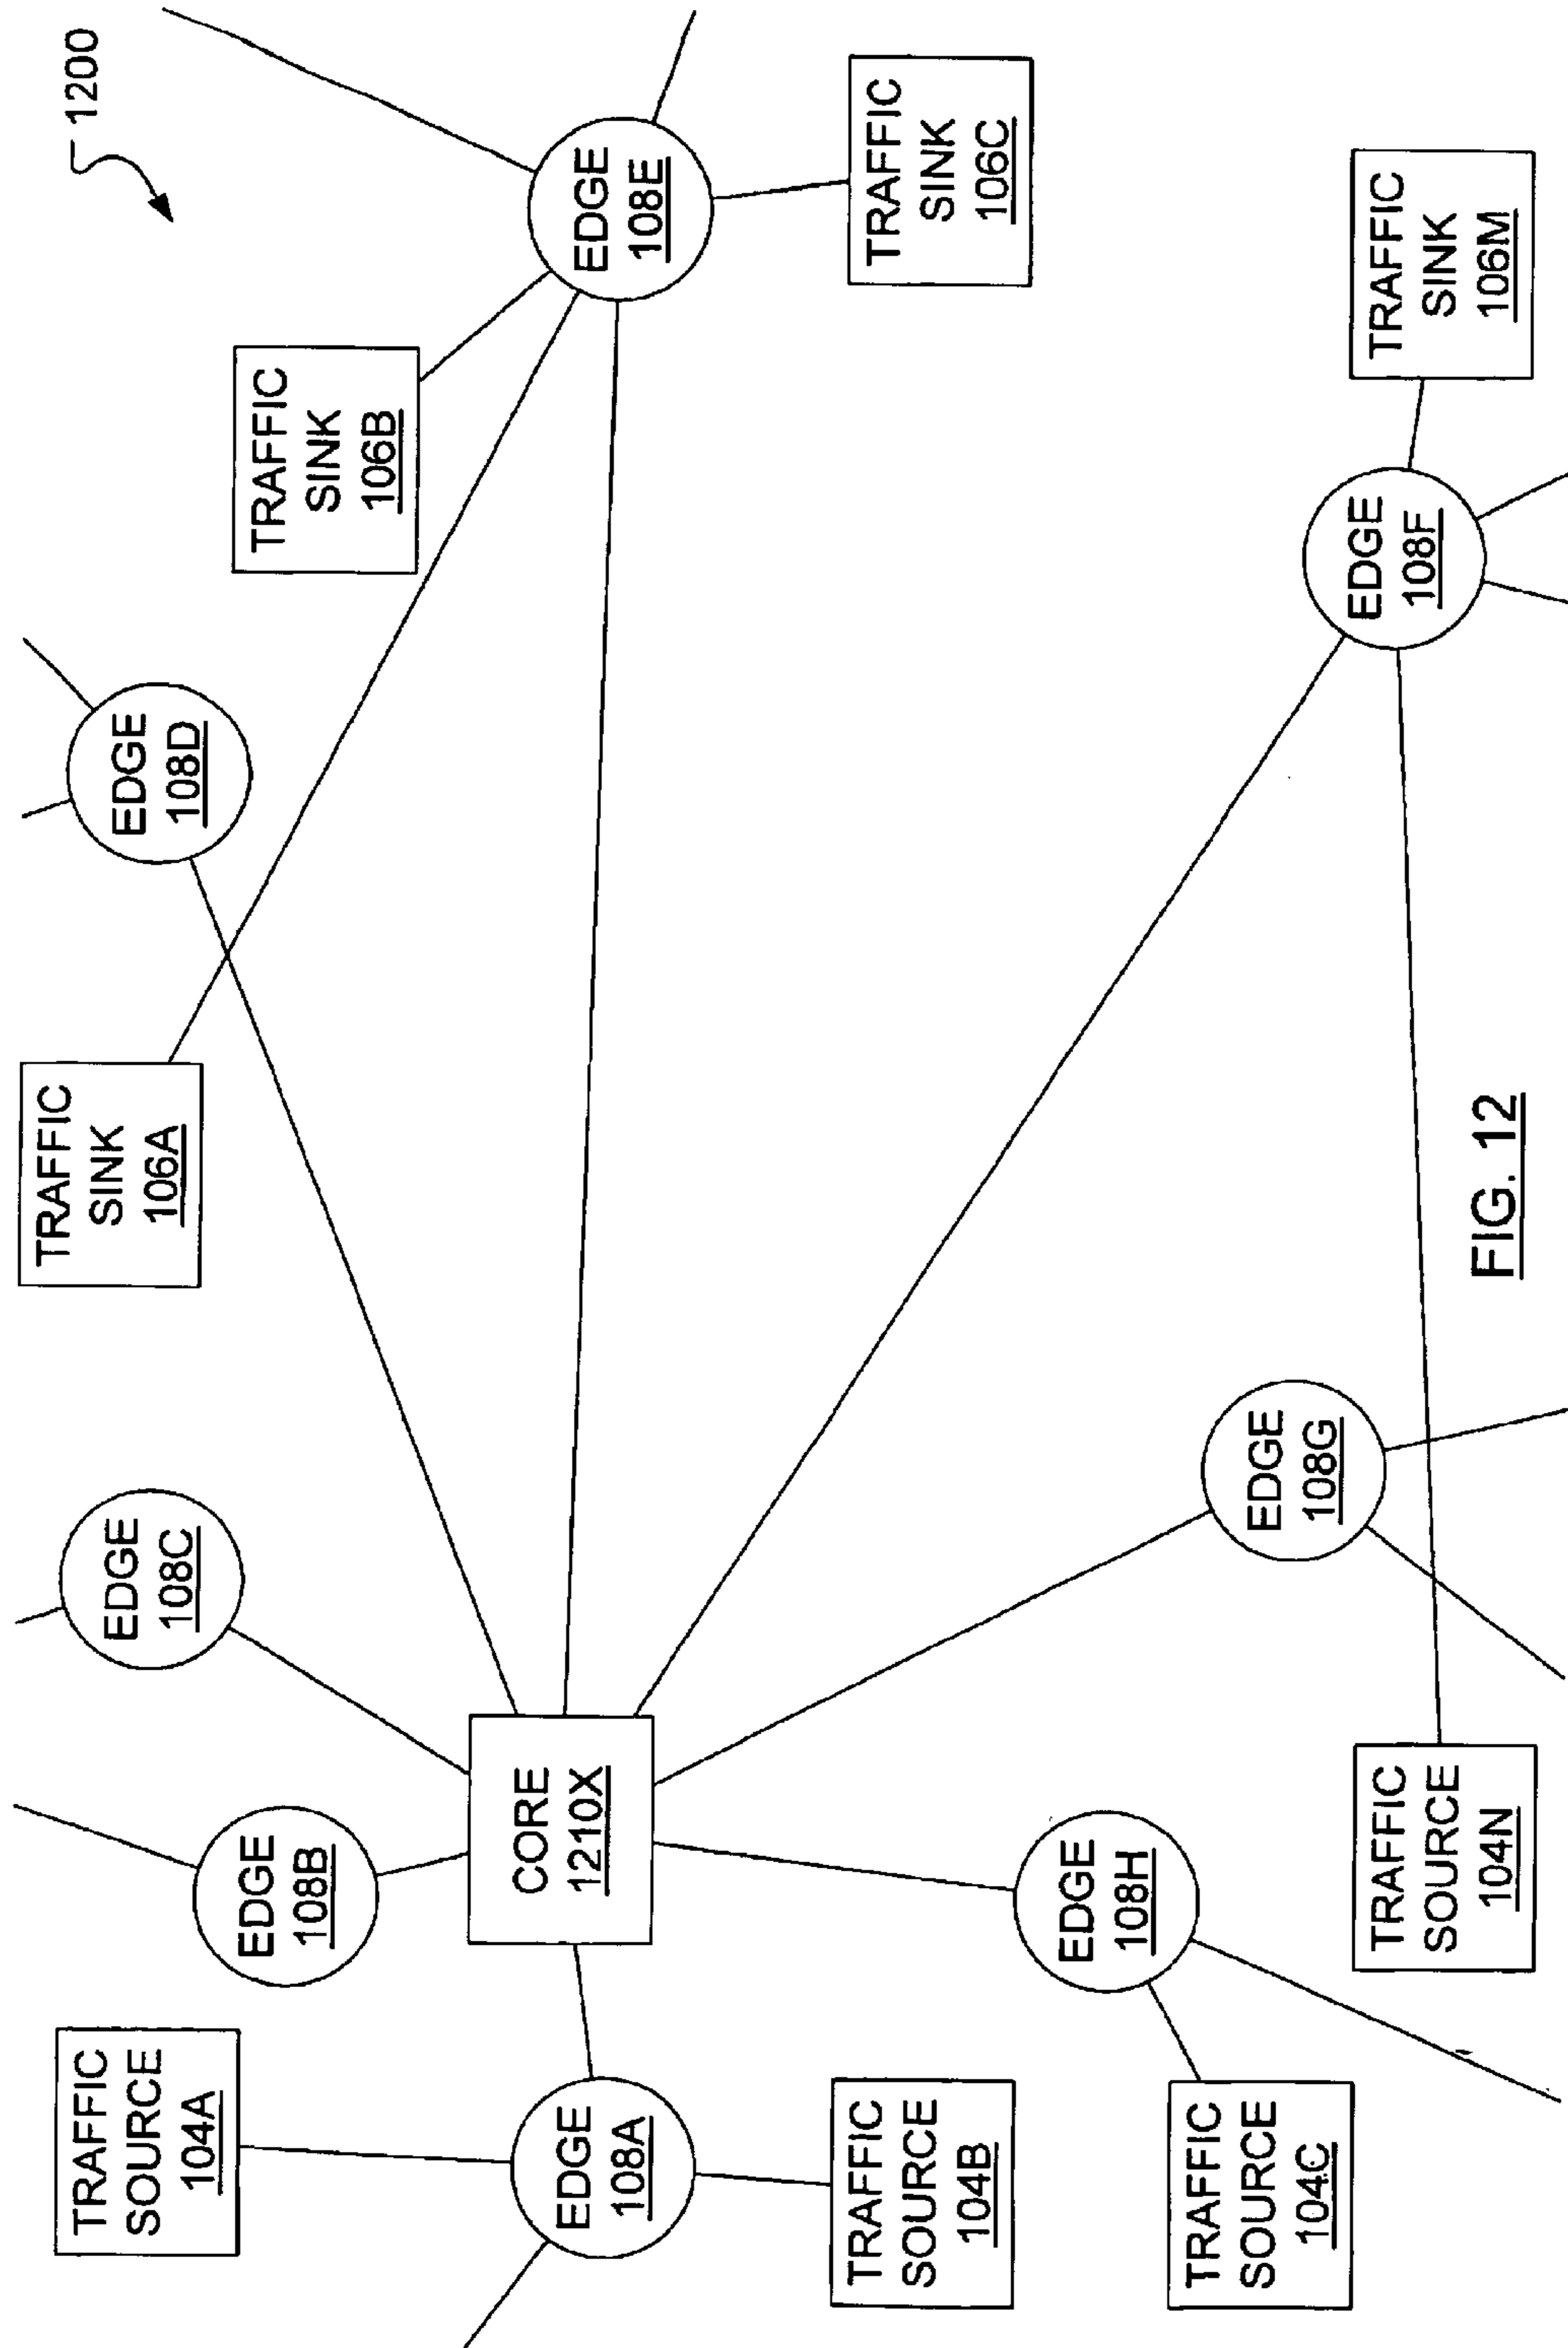 1200
TRAFFIC
SINK
106A
EDGE
108D
TRAFFIC
SINK
106B
EDGE
108E
TRAFFIC
SINK
106C
EDGE
108C
EDGE
108B
TRAFFIC
SOURCE
104A
CORE
1210X
EDGE
108A
TRAFFIC
SOURCE
104B
EDGE
108H
TRAFFIC
SOURCE
104C
EDGE
108G
EDGE
108F
TRAFFIC
SINK
106M
TRAFFIC
SOURCE
104N
FIG. 12